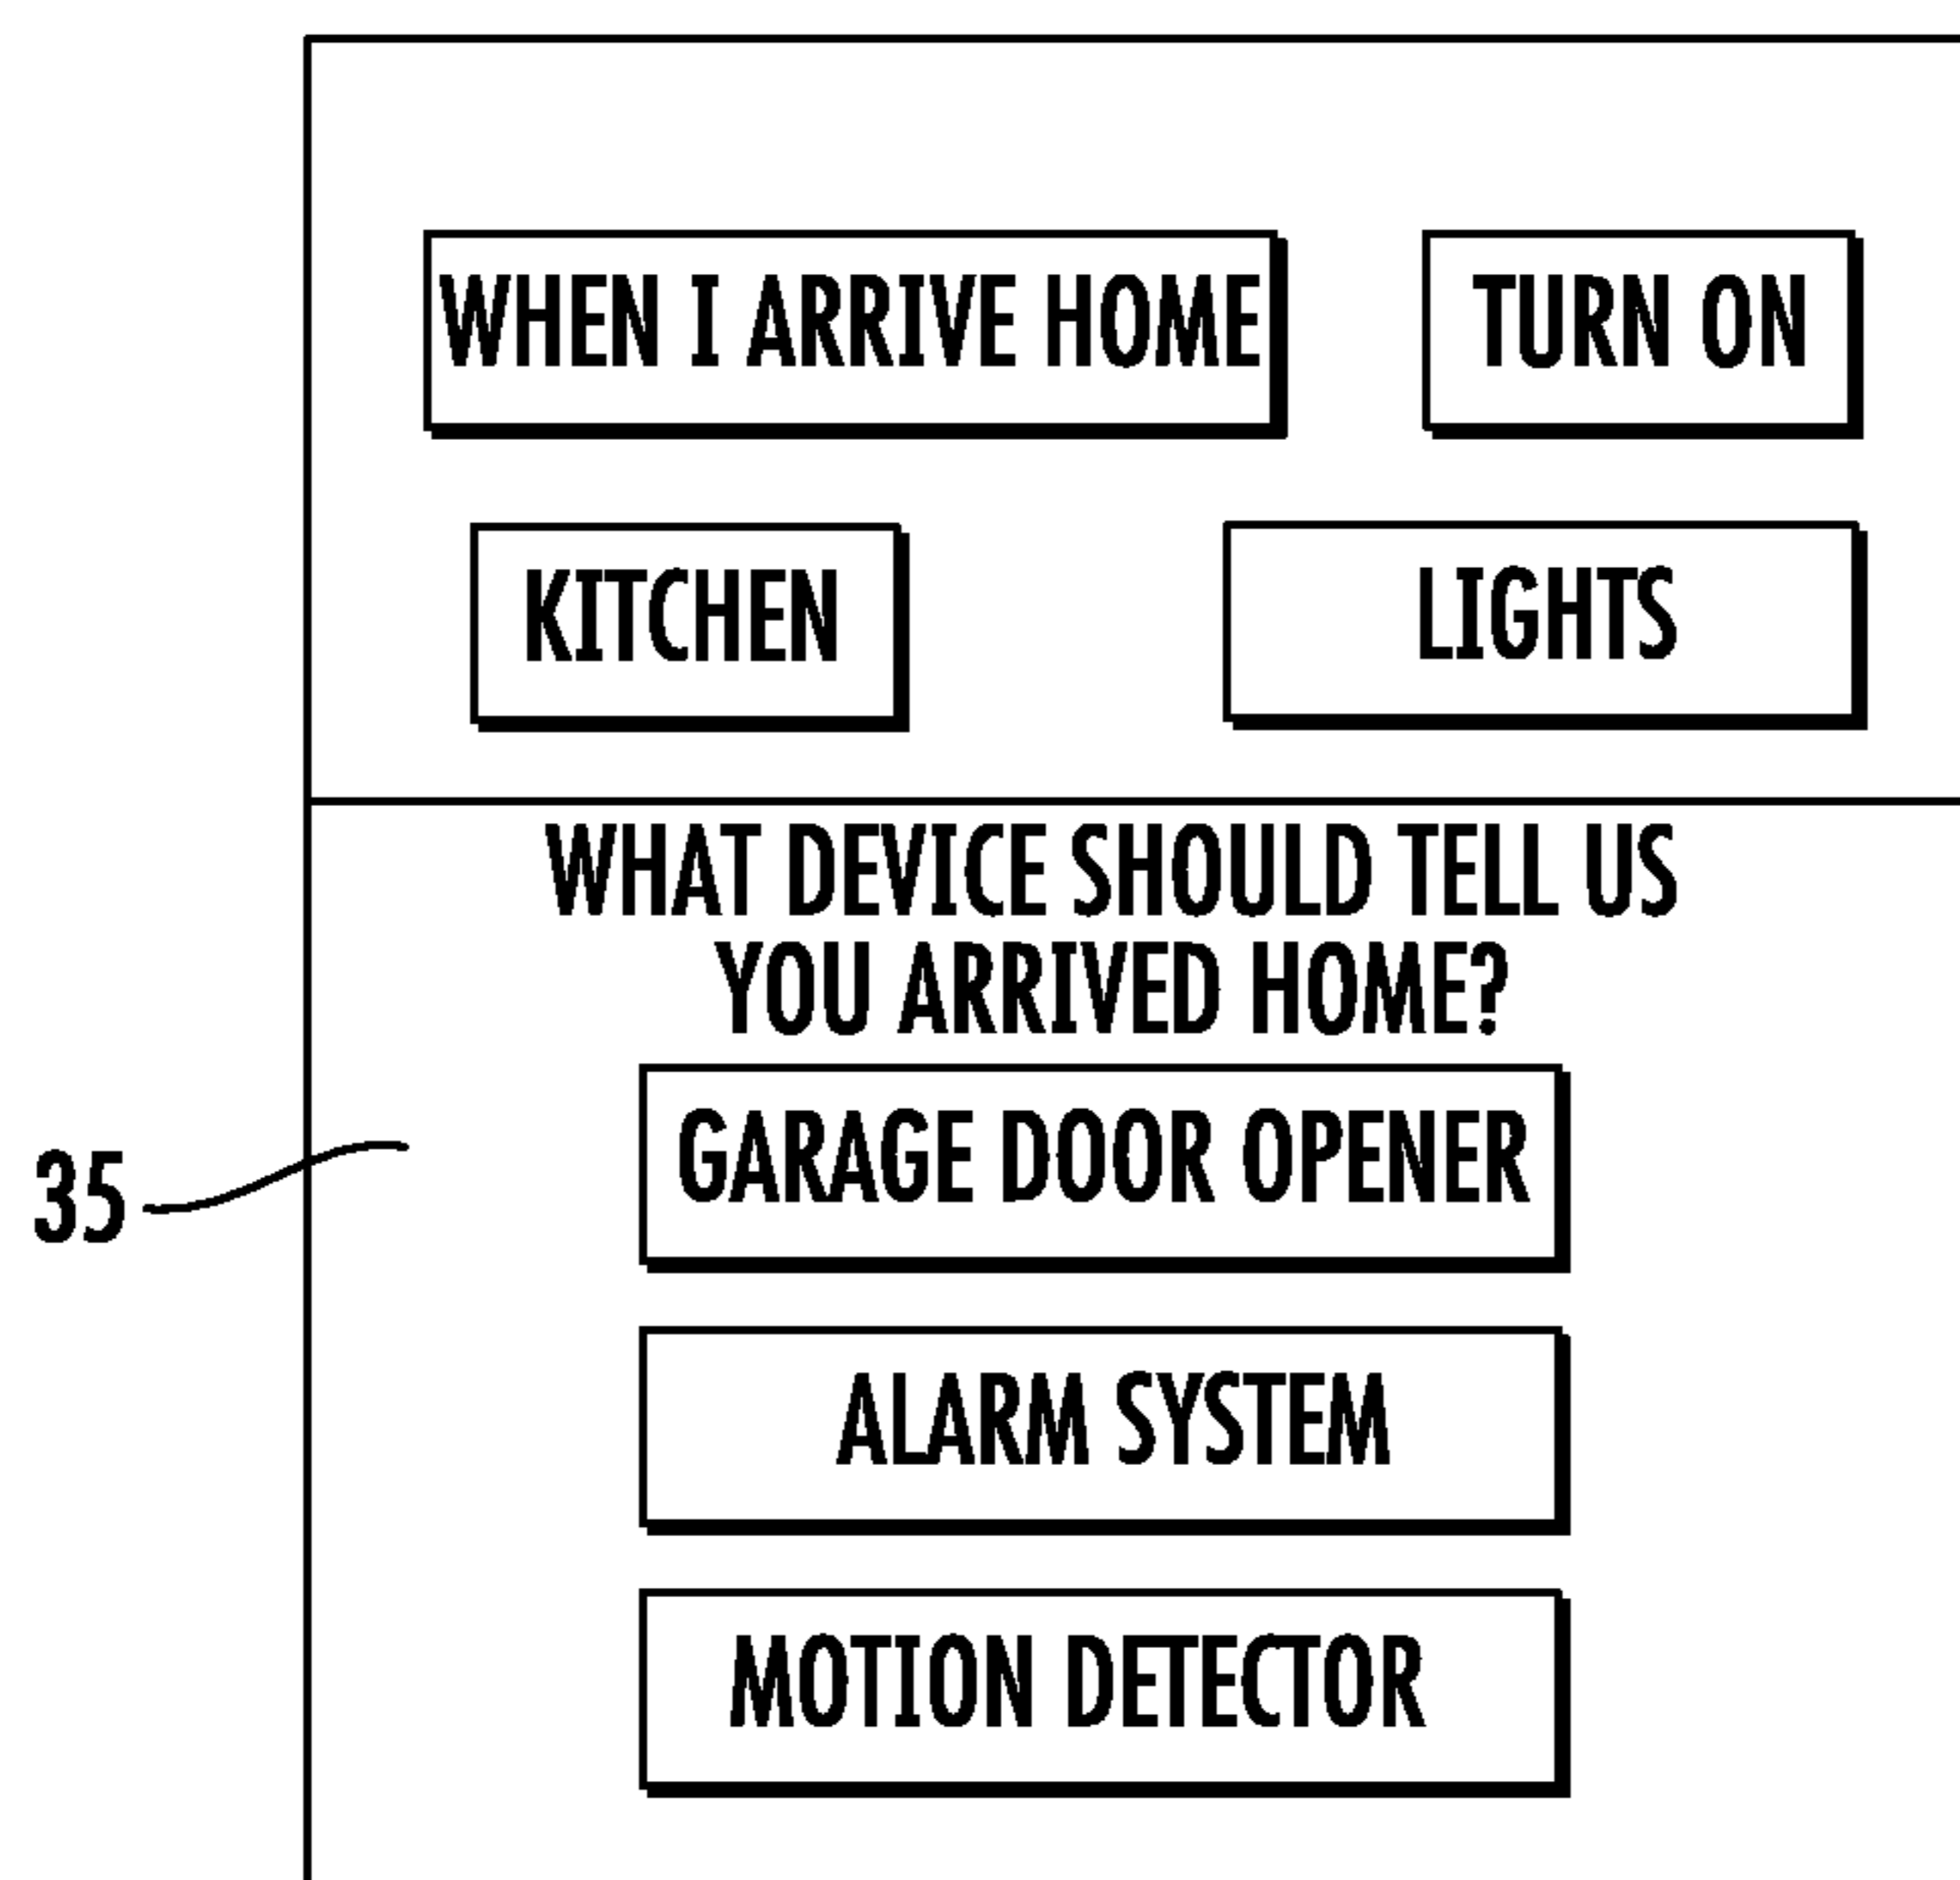 WHEN I ARRIVE HOME
TURN ON
KITCHEN
LIGHTS
WHAT DEVICE SHOULD TELL US
YOU ARRIVED HOME?
GARAGE DOOR OPENER
35
ALARM SYSTEM
MOTION DETECTOR